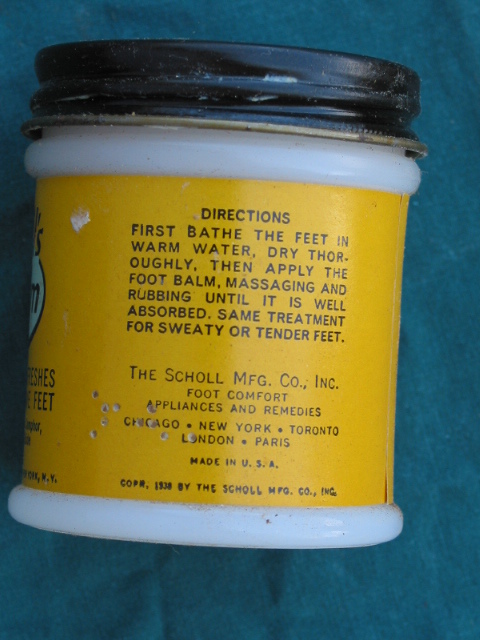 's
m
RESHES
E FEET
DIRECTIONS
FIRST BATHE THE FEET IN
WARM WATER, DRY THOR-
OUGHLY, THEN APPLY THE
FOOT BALM, MASSAGING AND
RUBBING UNTIL IT IS WELL
ABSORBED. SAME TREATMENT
FOR SWEATY OR TENDER FEET.
THE SCHOLL MFG. CO., INC.
FOOT COMFORT
APPLIANCES AND REMEDIES
CHICAGO • NEW YORK • TORONTO
LONDON • PARIS
MADE IN U. S. A.
COPR. 1938 BY THE SCHOLL MFG. CO., INC.